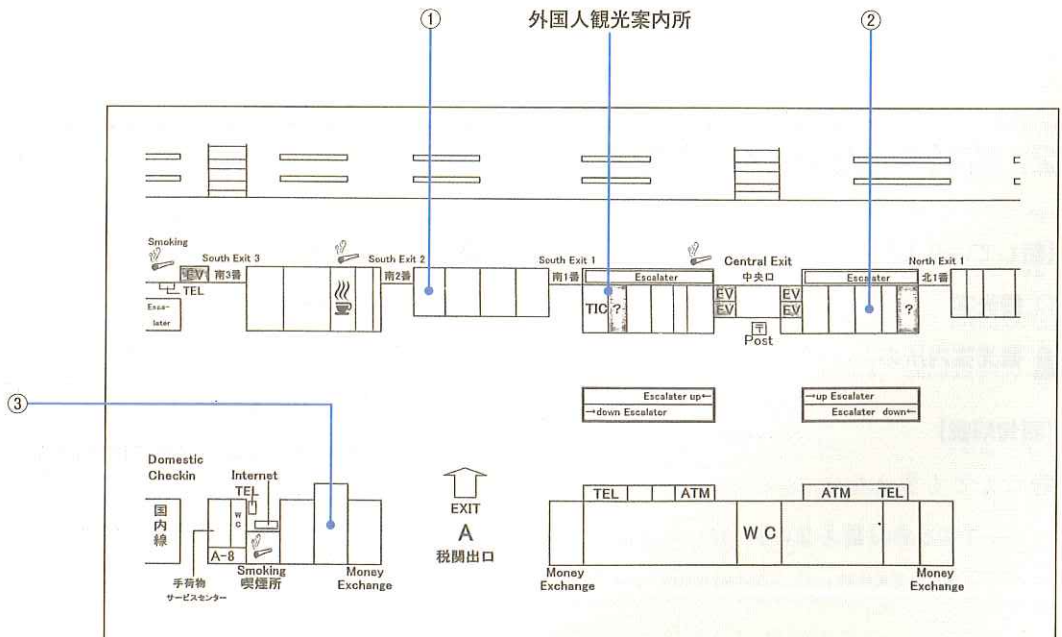 ①
外国人観光案内所
②
Smoking
South Exit 3
South Exit 2
South Exit 1
Central Exit
North Exit 1
EV
南3番
南2番
南1番
Escalater
中央口
Escalater
北1番
TEL
Esca-
later
TIC
?
EV
EV
EV
EV
?
〒
Post
③
Escalater up←
→down Escalator
→up Escalater
Escalater down←
Domestic
Checkin
Internet
TEL
EXIT
A
税関出口
TEL
ATM
ATM
TEL
国内線
WC
A-8
WC
Smoking
喫煙所
Money
Exchange
Money
Exchange
Money
Exchange
手荷物
サービスセンター